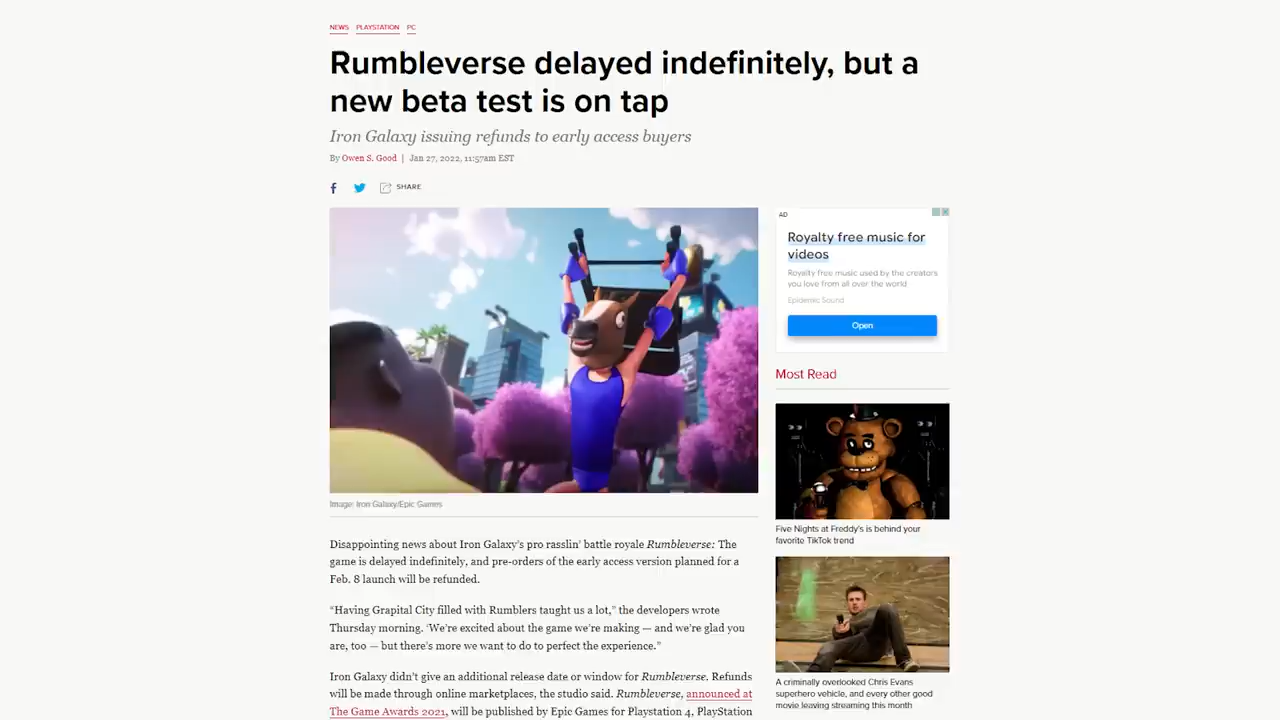 NEWS PLAYSTATION PC
Rumbleverse delayed indefinitely, but a
new beta test is on tap
Iron Galaxy issuing refunds to early access buyers
By Owen S. Good | Jan 27, 2022, 11:57am EST
SHARE
AD
Royalty free music for
videos
Royalty free music used by the creators
you love from all over the world
Epidemic Sound
Open
Most Read
Five Nights at Freddy's is behind your
favorite TikTok trend
A criminally overlooked Chris Evans
superhero vehicle, and every other good
movie leaving streaming this month
Image: Iron Galaxy/Epic Games
Disappointing news about Iron Galaxy's pro rasslin' battle royale Rumbleverse: The
game is delayed indefinitely, and pre-orders of the early access version planned for a
Feb. 8 launch will be refunded.
“Having Grapital City filled with Rumblers taught us a lot,” the developers wrote
Thursday morning. ‘We're excited about the game we're making — and we're glad you
are, too — but there's more we want to do to perfect the experience.”
Iron Galaxy didn't give an additional release date or window for Rumbleverse. Refunds
will be made through online marketplaces, the studio said. Rumbleverse, announced at
The Game Awards 2021, will be published by Epic Games for Playstation 4, PlayStation